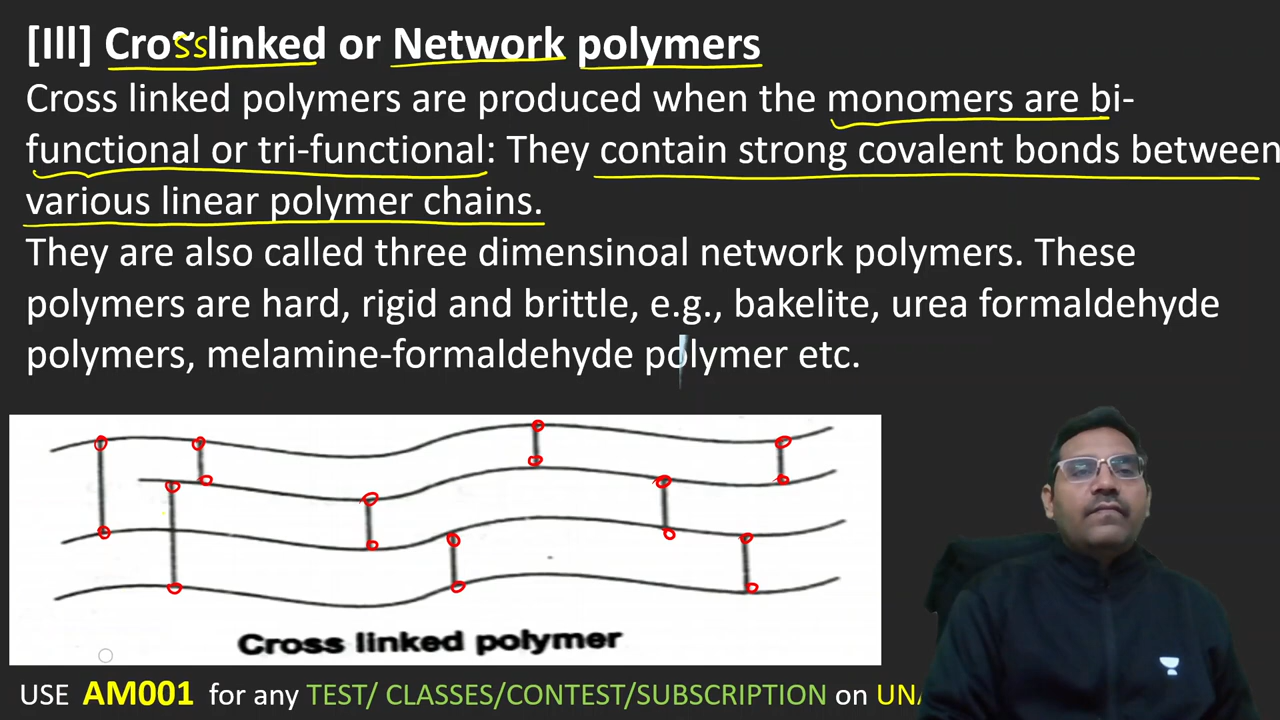 [Ill] Crosslinked or Network polymers
Cross linked polymers are produced when the monomers are bi-
functional or tri-functional: They contain strong covalent bonds between
various linear polymer chains.
They are also called three dimensinoal network polymers. These
polymers are hard, rigid and brittle, e.g., bakelite, urea formaldehyde
polymers, melamine-formaldehyde polymer etc.
Cross linked polymer
USE AM001 for any TEST/ CLASSES/CONTEST/SUBSCRIPTION on